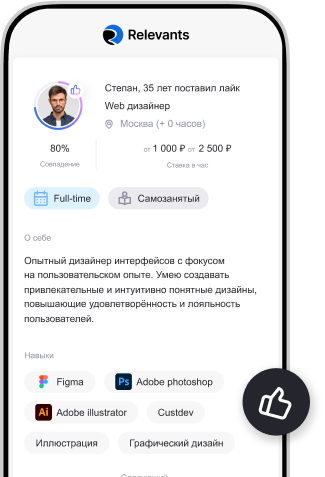 Relevants
Степан, 35 лет поставил лайк
Web дизайнер
Москва (+ 0 часов)
80%
Совпадение
от 1 000 ₽ от 2 500 ₽
Ставка в час
Full-time
Самозанятый
О себе
Опытный дизайнер интерфейсов с фокусом
на пользовательском опыте. Умею создавать
привлекательные и интуитивно понятные дизайны,
повышающие удовлетворённость и лояльность
пользователей.
Навыки
Figma
Ps Adobe photoshop
Ai Adobe illustrator
Custdev
Иллюстрация
Графический дизайн